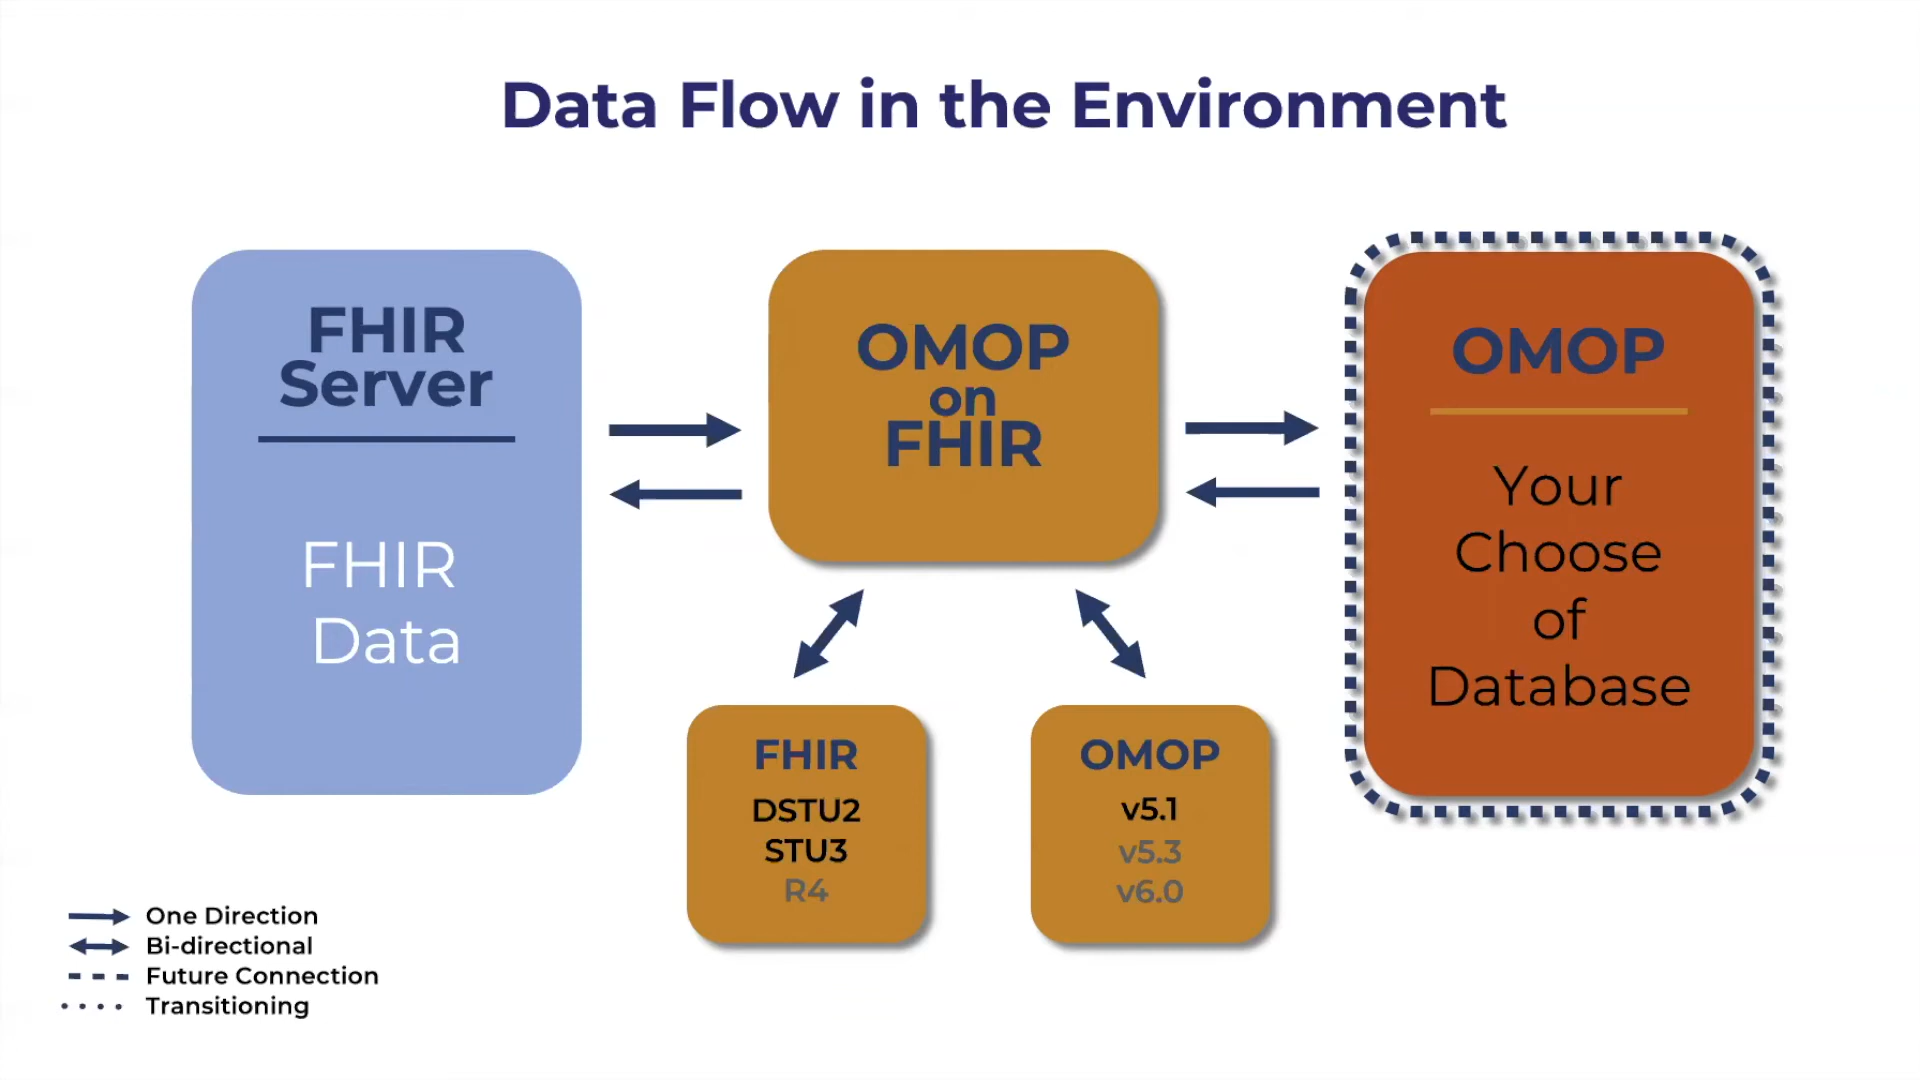 Data Flow in the Environment
FHIR
Server
FHIR
Data
OMOP
on
FHIR
OMOP
Your
Choose
of
Database
FHIR
DSTU2
STU3
R4
OMOP
v5.1
v5.3
v6.0
One Direction
Bi-directional
Future Connection
Transitioning